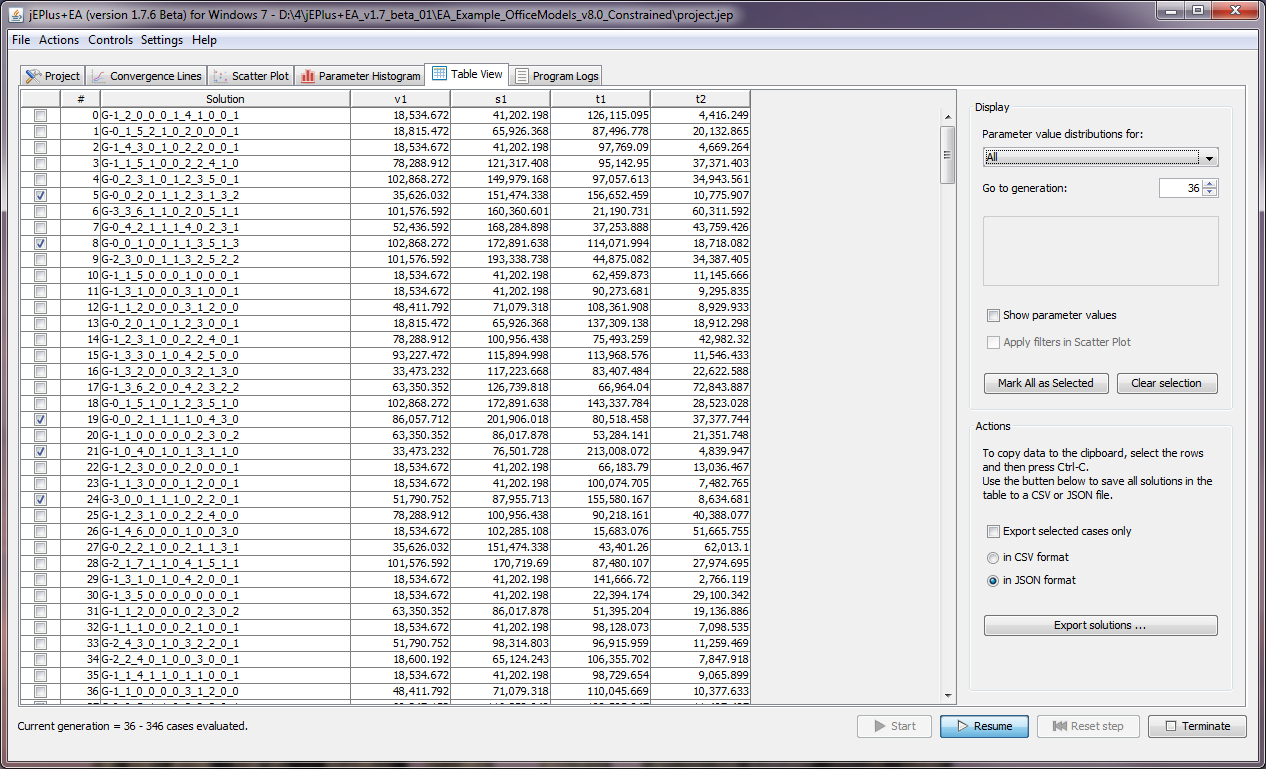 jEPlus+EA (version 1.7.6 Beta) for Windows 7 - D:\4\jEPlus+EA_v1.7_beta_01\EA_Example_OfficeModels_v8.0_Constrained\project.jep
File Actions Controls Settings Help
Project Convergence Lines Scatter Plot Parameter Histogram Table View Program Logs
# Solution v1 s1 t1 t2
0 G-1_2_0_0_0_1_4_1_0_0_1 18,534.672 41,202.198 126,115.095 4,416.249
1 G-0_1_5_2_1_0_2_0_0_0_1 18,815.472 65,926.368 87,496.778 20,132.865
2 G-1_4_3_0_1_0_2_2_0_0_1 18,534.672 41,202.198 97,769.09 4,669.264
3 G-1_1_5_1_0_0_2_2_4_1_0 78,288.912 121,317.408 95,142.95 37,371.403
4 G-0_2_3_1_0_1_2_3_5_0_1 102,868.272 149,979.168 97,057.613 34,943.561
5 G-0_0_2_0_1_1_2_3_1_3_2 35,626.032 151,474.338 156,652.459 10,775.907
6 G-3_3_6_1_1_0_2_0_5_1_1 101,576.592 160,360.601 21,190.731 60,311.592
7 G-0_4_2_1_1_1_4_0_2_3_1 52,436.592 168,284.898 37,253.888 43,759.426
8 G-0_0_1_0_0_1_1_3_5_1_3 102,868.272 172,891.638 114,071.994 18,718.082
9 G-2_3_0_0_1_1_3_2_5_2_2 101,576.592 193,338.738 44,875.082 34,387.405
10 G-1_1_5_0_0_0_1_0_0_0_1 18,534.672 41,202.198 62,459.873 11,145.666
11 G-1_3_1_0_0_0_3_1_0_0_1 18,534.672 41,202.198 90,273.681 9,295.835
12 G-1_1_2_0_0_0_3_1_2_0_0 48,411.792 71,079.318 108,361.908 8,929.933
13 G-0_2_0_1_0_1_2_3_0_0_1 18,815.472 65,926.368 137,309.138 18,912.298
14 G-1_2_3_1_0_0_2_2_4_0_1 78,288.912 100,956.438 75,493.259 42,982.32
15 G-1_3_3_0_1_0_4_2_5_0_0 93,227.472 115,894.998 113,968.576 11,546.433
16 G-1_3_2_0_0_0_3_2_1_3_0 33,473.232 117,223.668 83,407.484 22,622.588
17 G-1_3_6_2_0_0_4_2_3_2_2 63,350.352 126,739.818 66,964.04 72,843.887
18 G-0_1_5_1_0_1_2_3_5_1_0 102,868.272 172,891.638 143,337.784 28,523.028
19 G-0_0_2_1_1_1_1_0_4_3_0 86,057.712 201,906.018 80,518.458 37,377.744
20 G-1_1_0_0_0_0_0_2_3_0_2 63,350.352 86,017.878 53,284.141 21,351.748
21 G-1_0_4_0_1_0_1_3_1_1_0 33,473.232 76,501.728 213,008.072 4,839.947
22 G-1_2_3_0_0_0_2_0_0_0_1 18,534.672 41,202.198 66,183.79 13,036.467
23 G-1_1_3_0_0_0_1_2_0_0_1 18,534.672 41,202.198 100,074.705 7,482.765
24 G-3_0_0_1_1_1_0_2_2_0_1 51,790.752 87,955.713 155,580.167 8,634.681
25 G-1_2_3_1_0_0_2_2_4_0_0 78,288.912 100,956.438 90,218.161 40,388.077
26 G-1_4_6_0_0_0_1_0_0_3_0 18,534.672 102,285.108 15,683.076 51,665.755
27 G-0_2_2_1_0_0_2_1_1_3_1 35,626.032 151,474.338 43,401.26 62,013.1
28 G-2_1_7_1_1_0_4_1_5_1_1 101,576.592 170,719.69 87,480.107 27,974.695
29 G-1_3_1_0_1_0_4_2_0_0_1 18,534.672 41,202.198 141,666.72 2,766.119
30 G-1_3_5_0_0_0_0_0_0_0_1 18,534.672 41,202.198 22,394.174 29,100.342
31 G-1_1_2_0_0_0_0_2_3_0_2 63,350.352 86,017.878 51,395.204 19,136.886
32 G-1_1_1_0_0_0_2_1_0_0_1 18,534.672 41,202.198 98,128.073 7,098.535
33 G-2_4_3_0_1_0_3_2_2_0_1 51,790.752 98,314.803 96,915.959 11,259.469
34 G-2_2_4_0_1_0_0_3_0_0_1 18,600.192 65,124.243 106,355.702 7,847.918
35 G-1_1_4_1_1_0_1_1_0_0_1 18,534.672 41,202.198 98,729.654 9,065.899
36 G-1_1_0_0_0_0_3_1_2_0_0 48,411.792 71,079.318 110,045.669 10,377.633
Display
Parameter value distributions for:
All
Go to generation: 36
Show parameter values
Apply filters in Scatter Plot
Mark All as Selected Clear selection
Actions
To copy data to the clipboard, select the rows
and then press Ctrl-C.
Use the butten below to save all solutions in the
table to a CSV or JSON file.
Export selected cases only
in CSV format
in JSON format
Export solutions ...
Current generation = 36 - 346 cases evaluated.
Start Resume Reset step Terminate